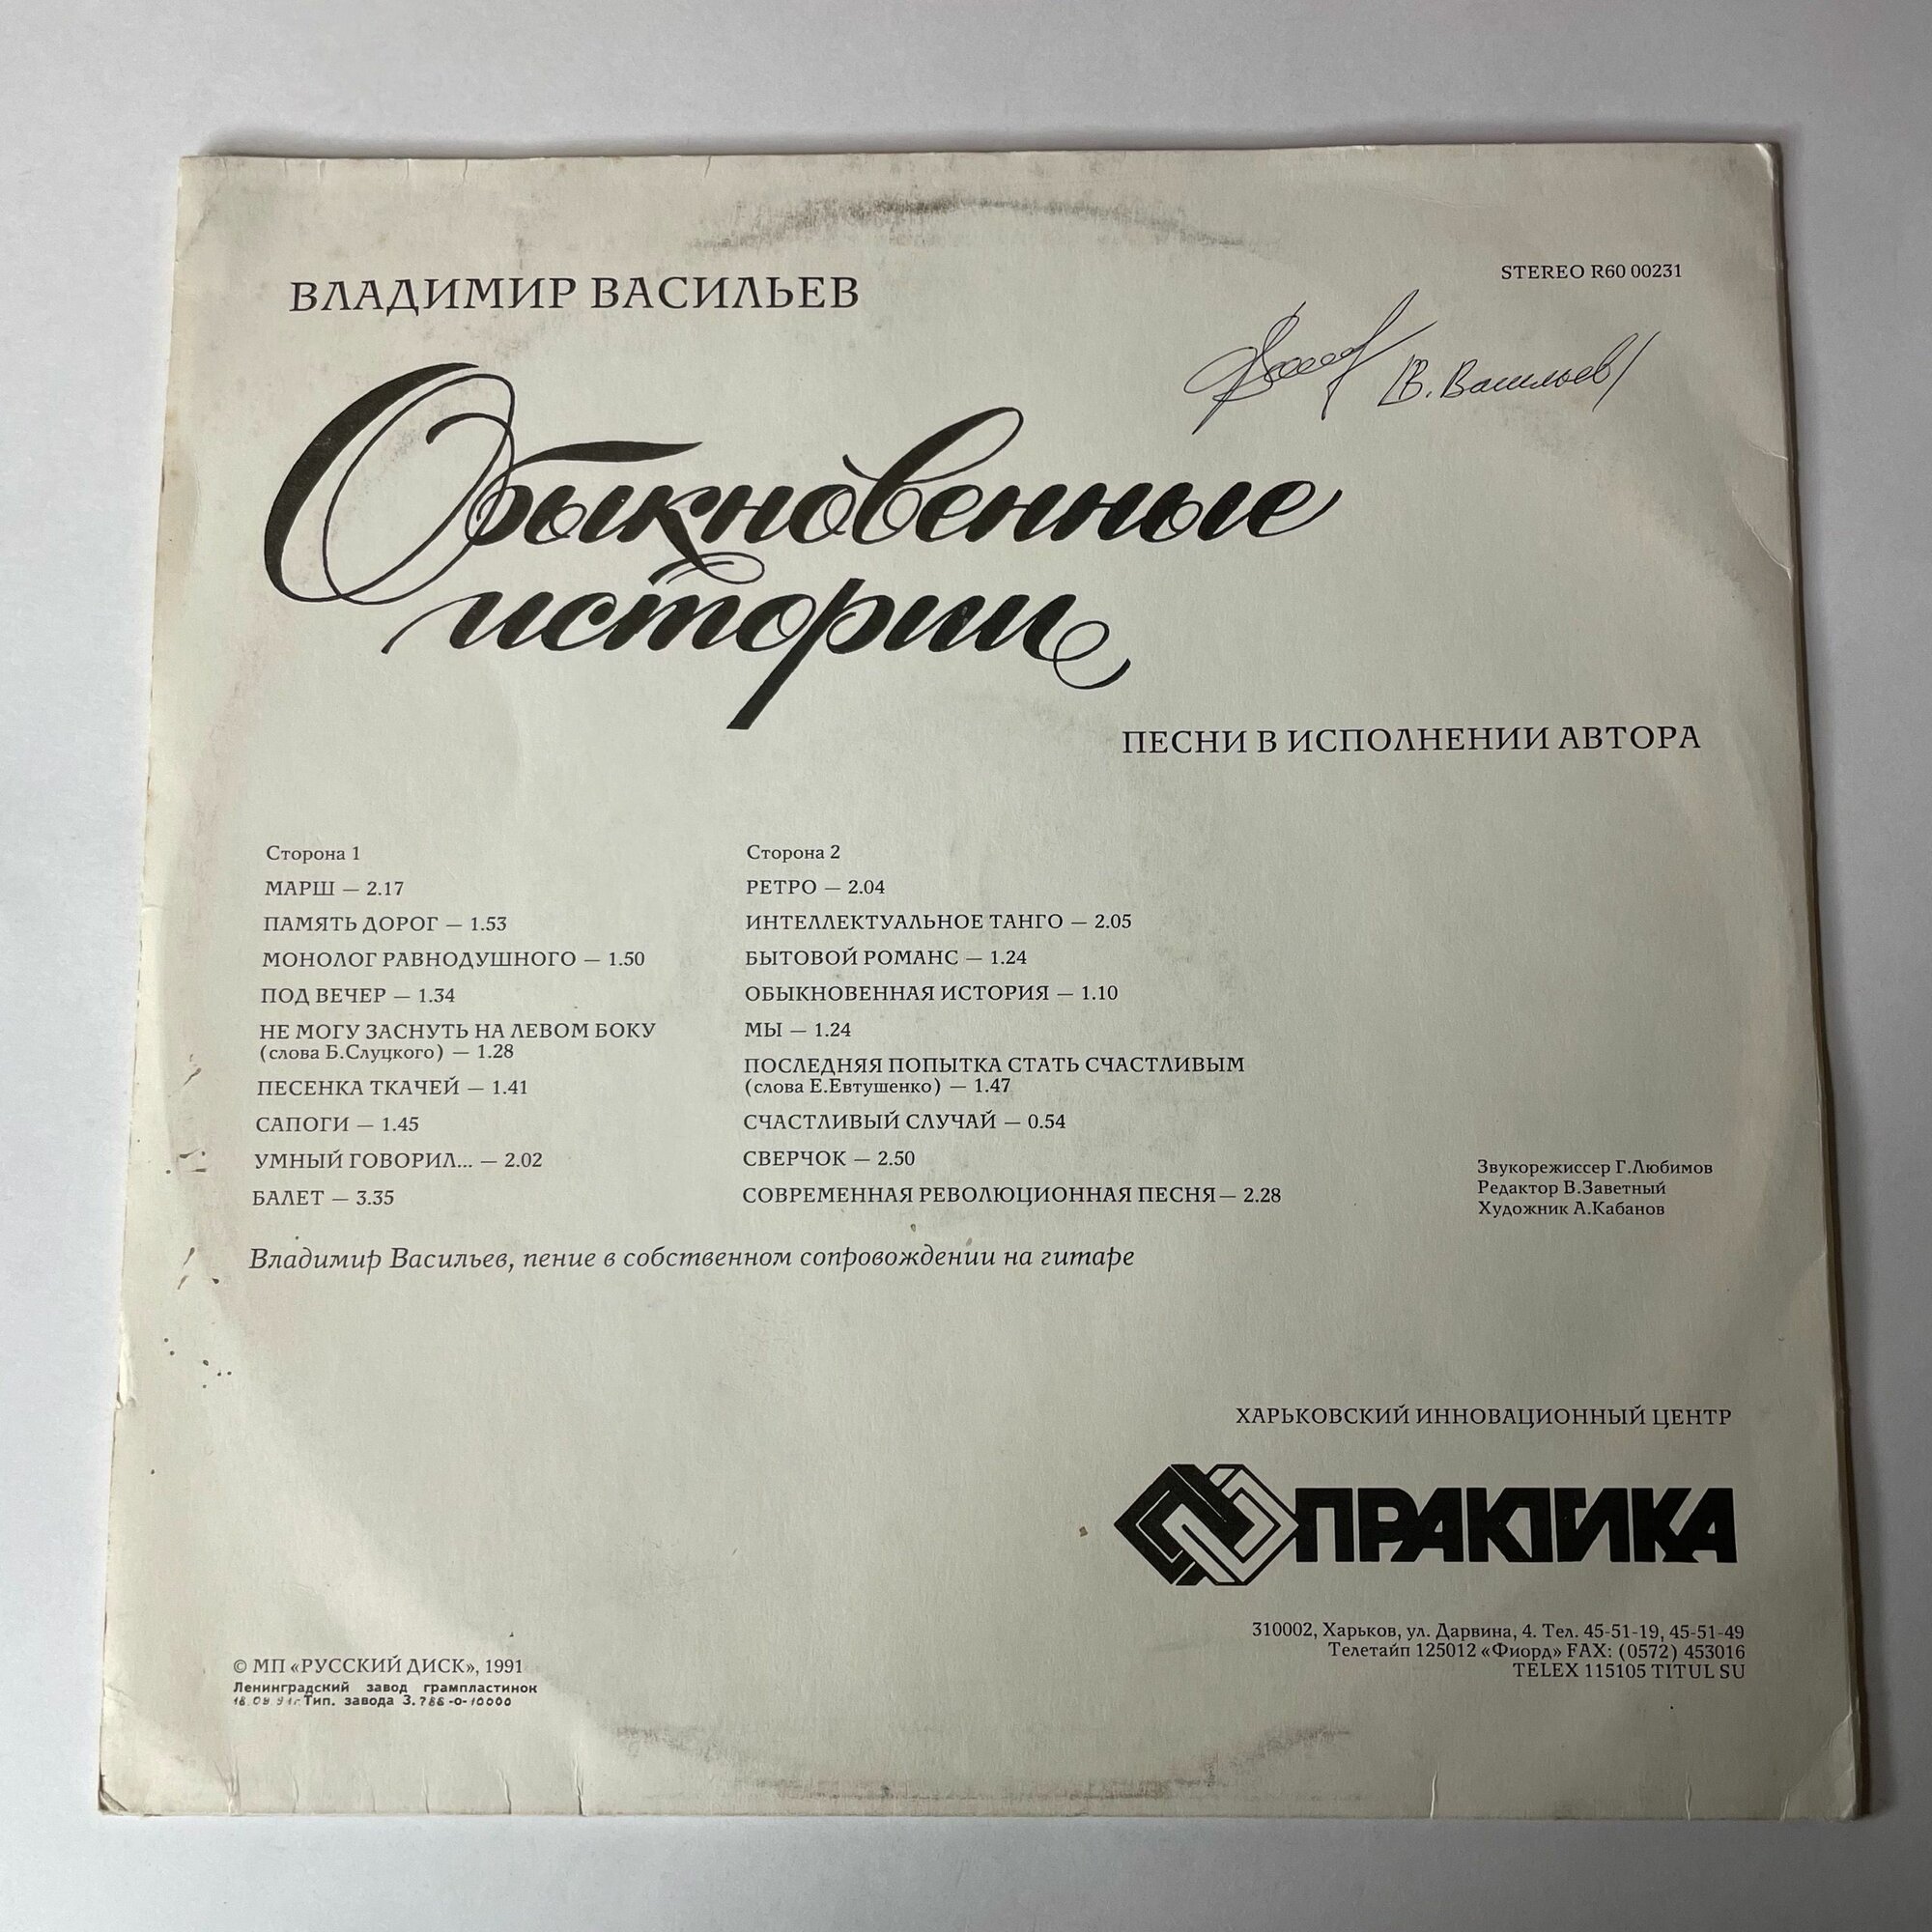 STEREO R60 00231
ВЛАДИМИР ВАСИЛЬЕВ
/В. Васильев/
Обыкновенные
истории
ПЕСНИ В ИСПОЛНЕНИИ АВТОРА
Сторона 1
МАРШ — 2.17
ПАМЯТЬ ДОРОГ — 1.53
МОНОЛОГ РАВНОДУШНОГО — 1.50
ПОД ВЕЧЕР — 1.34
НЕ МОГУ ЗАСНУТЬ НА ЛЕВОМ БОКУ
(слова Б.Слуцкого) — 1.28
ПЕСЕНКА ТКАЧЕЙ — 1.41
САПОГИ — 1.45
УМНЫЙ ГОВОРИЛ... — 2.02
БАЛЕТ — 3.35
Сторона 2
РЕТРО — 2.04
ИНТЕЛЛЕКТУАЛЬНОЕ ТАНГО — 2.05
БЫТОВОЙ РОМАНС — 1.24
ОБЫКНОВЕННАЯ ИСТОРИЯ — 1.10
МЫ — 1.24
ПОСЛЕДНЯЯ ПОПЫТКА СТАТЬ СЧАСТЛИВЫМ
(слова Е.Евтушенко) — 1.47
СЧАСТЛИВЫЙ СЛУЧАЙ — 0.54
СВЕРЧОК — 2.50
СОВРЕМЕННАЯ РЕВОЛЮЦИОННАЯ ПЕСНЯ— 2.28
Звукорежиссер Г.Любимов
Редактор В.Заветный
Художник А.Кабанов
Владимир Васильев, пение в собственном сопровождении на гитаре
ХАРЬКОВСКИЙ ИННОВАЦИОННЫЙ ЦЕНТР
ПРАКТИКА
310002, Харьков, ул. Дарвина, 4. Тел. 45-51-19, 45-51-49
Телетайп 125012 «Фиорд» FAX: (0572) 453016
TELEX 115105 TITUL SU
© МП «РУССКИЙ ДИСК», 1991
Ленинградский завод грампластинок
Тип. завода З. 786-о-10000